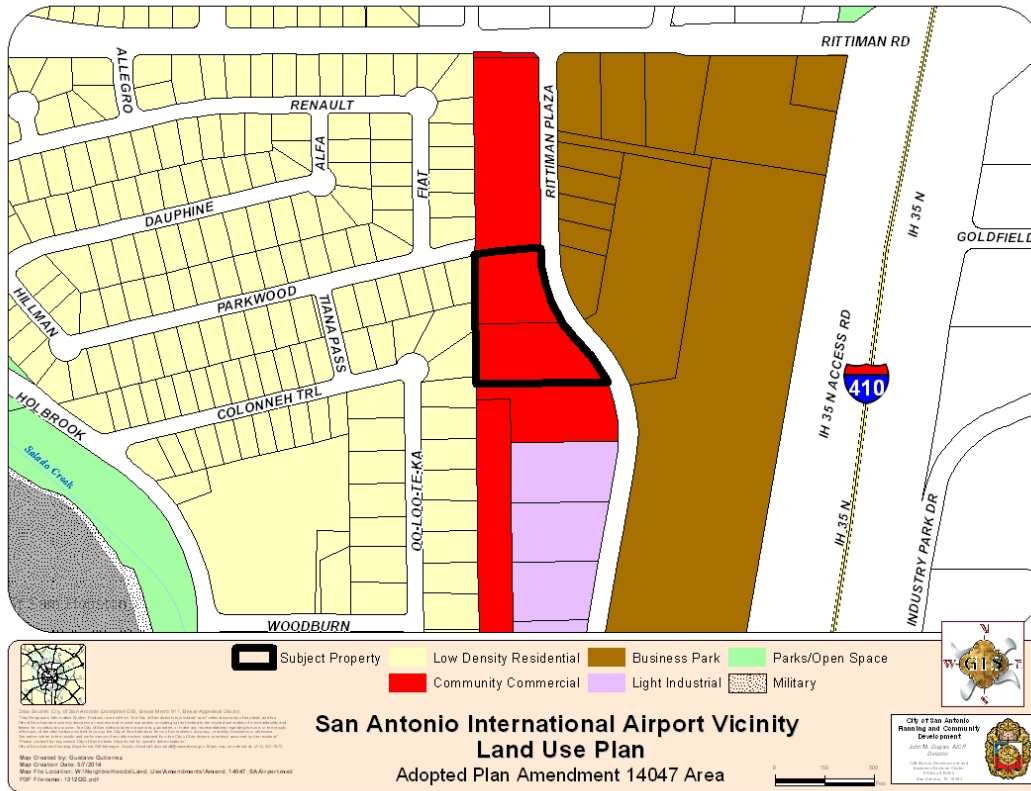 RITTIMAN RD
ALLEGRO
RENAULT
ALFA
FIAT
RITTIMAN PLAZA
DAUPHINE
IH 35 N
GOLDFIELD
HILLMAN
PARKWOOD
TIANA PASS
IH 35 N ACCESS RD
410
HOLBROOK
COLONNEH TRL
Salado Creek
OO-LOO-TE-KA
IH 35 N
INDUSTRY PARK DR
WOODBURN
Subject Property
Low Density Residential
Business Park
Parks/Open Space
Community Commercial
Light Industrial
Military
GIS
San Antonio International Airport Vicinity
Land Use Plan
Adopted Plan Amendment 14047 Area
Map Created by: Gustavo Gutierrez
Map Creation Date: 5/7/2014
PDF Filename: 1312GG.pdf
City of San Antonio
Planning and Community
Development